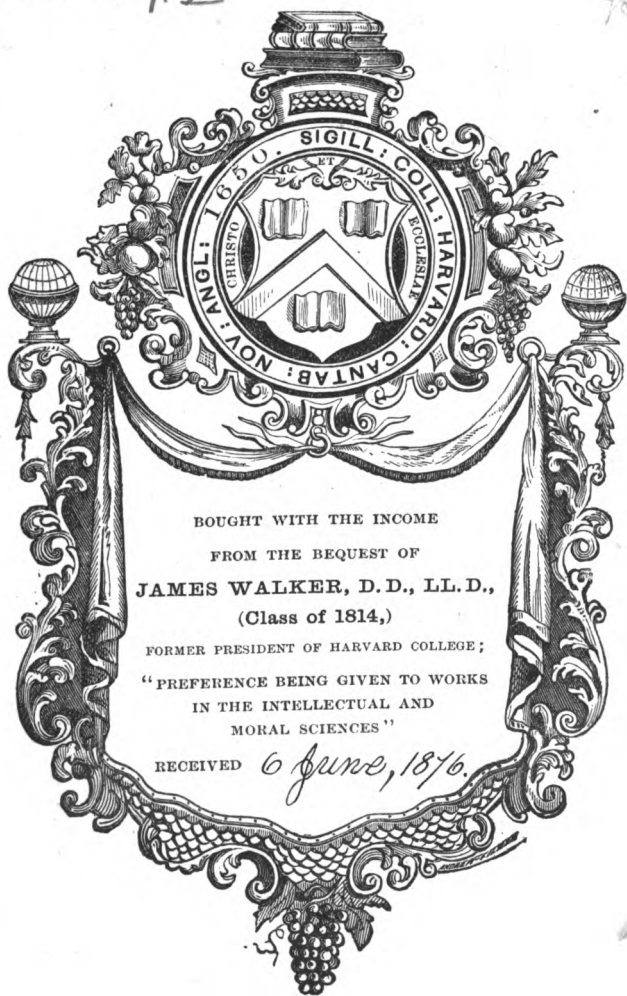 SIGILL: COLL: HARVARD: CANTAB: NOV: ANGL: 1650.
ET
CHRISTO
ECCLESIAE
BOUGHT WITH THE INCOME
FROM THE BEQUEST OF
JAMES WALKER, D.D., LL.D.,
(Class of 1814,)
FORMER PRESIDENT OF HARVARD COLLEGE;
"PREFERENCE BEING GIVEN TO WORKS
IN THE INTELLECTUAL AND
MORAL SCIENCES"
RECEIVED 6 June, 1876.